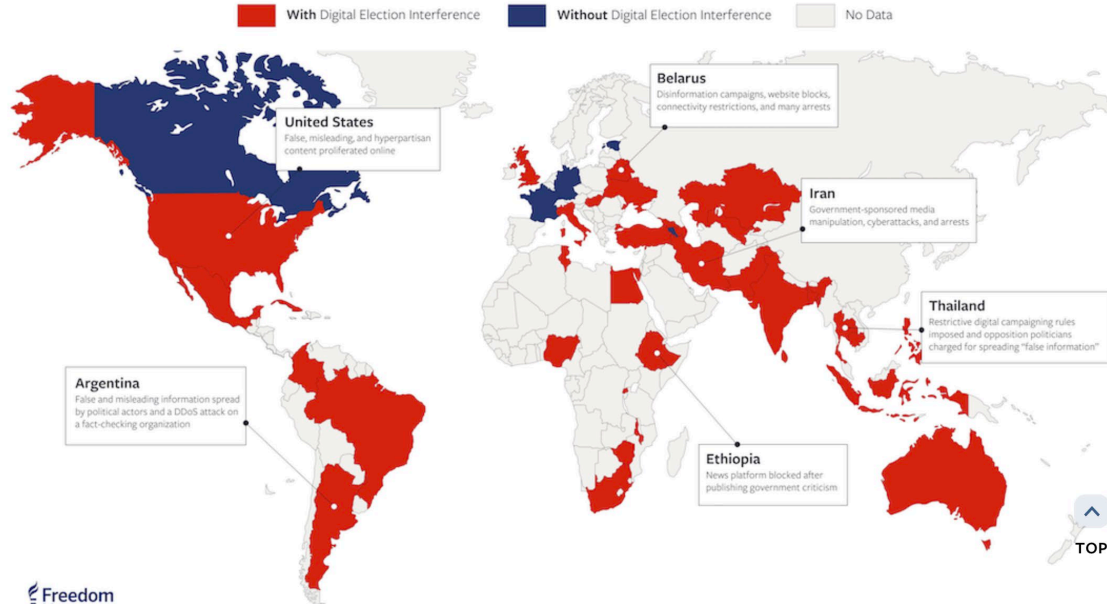 With Digital Election Interference
Without Digital Election Interference
No Data
Belarus
Disinformation campaigns, website blocks,
connectivity restrictions, and many arrests
United States
False, misleading, and hyperpartisan
content proliferated online
Iran
Government-sponsored media
manipulation, cyberattacks, and arrests
Thailand
Restrictive digital campaigning rules
imposed and opposition politicians
charged for spreading “false information”
Argentina
False and misleading information spread
by political actors and a DDoS attack on
a fact-checking organization
Ethiopia
News platform blocked after
publishing government criticism
TOP
Freedom